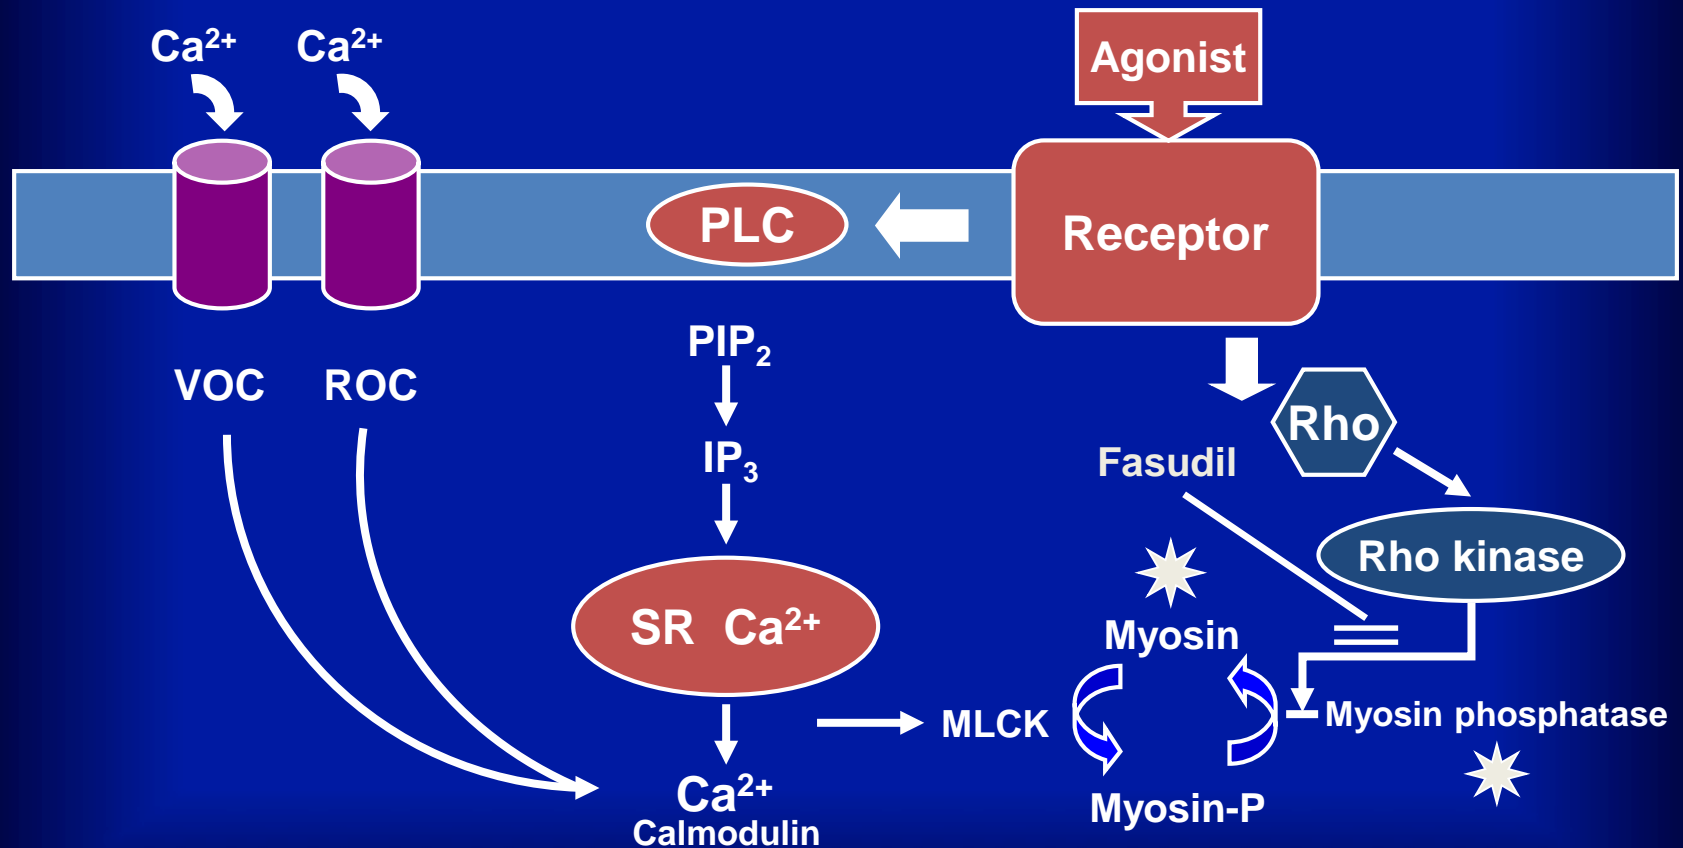 Ca²⁺ Ca²⁺
Agonist
PLC
Receptor
PIP₂
VOC ROC
Rho
IP₃
Fasudil
Rho kinase
SR Ca²⁺
Myosin
MLCK
Myosin phosphatase
Ca²⁺
Calmodulin
Myosin-P